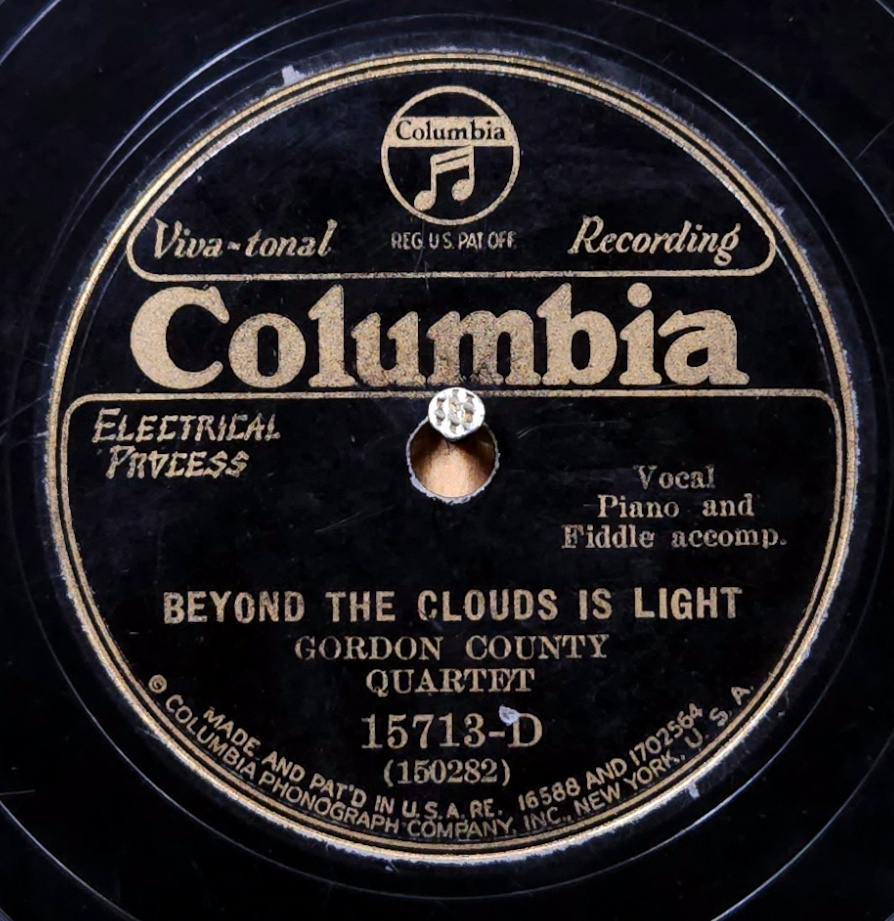 Columbia
Viva-tonal
REG. U.S. PAT. OFF.
Recording
Columbia
ELECTRICAL
PROCESS
Vocal
Piano and
Fiddle accomp.
BEYOND THE CLOUDS IS LIGHT
GORDON COUNTY
QUARTET
15713-D
(150282)
MADE AND PAT'D IN U.S.A. RE. 16588 AND 1702564
© COLUMBIA PHONOGRAPH COMPANY, INC., NEW YORK, U. S. A.